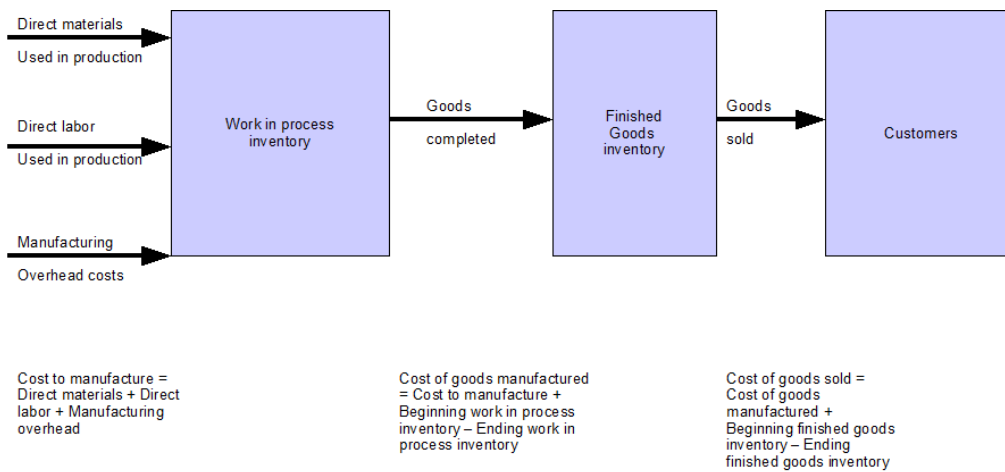 Direct materials
Used in production
Direct labor
Used in production
Manufacturing
Overhead costs
Work in process
inventory
Goods
completed
Finished
Goods
inventory
Goods
sold
Customers
Cost to manufacture =
Direct materials + Direct
labor + Manufacturing
overhead
Cost of goods manufactured
= Cost to manufacture +
Beginning work in process
inventory – Ending work in
process inventory
Cost of goods sold =
Cost of goods
manufactured +
Beginning finished goods
inventory – Ending
finished goods inventory